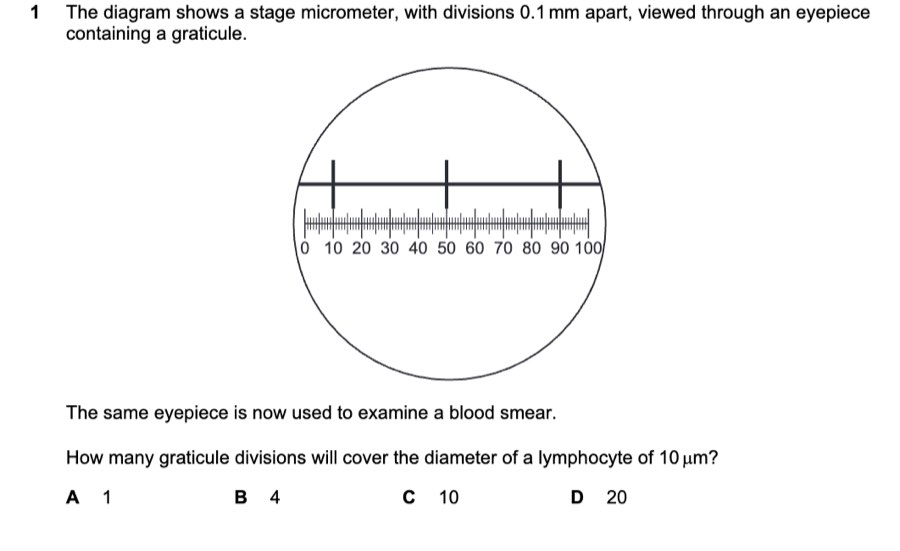 1 The diagram shows a stage micrometer, with divisions 0.1 mm apart, viewed through an eyepiece
containing a graticule.
0 10 20 30 40 50 60 70 80 90 100
The same eyepiece is now used to examine a blood smear.
How many graticule divisions will cover the diameter of a lymphocyte of 10 μm?
A 1 B 4 C 10 D 20